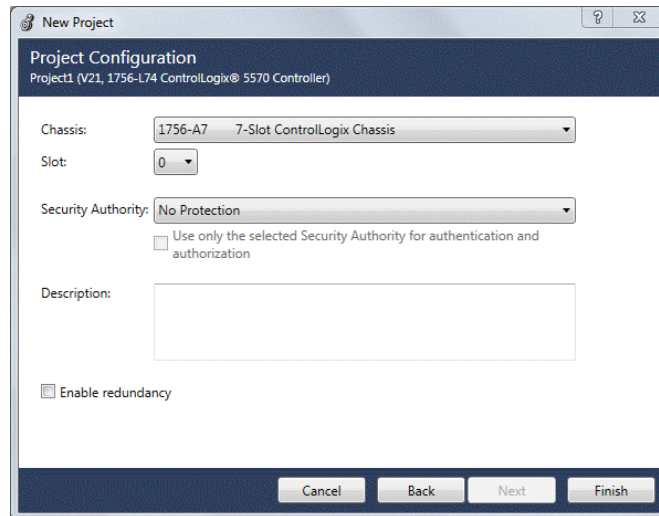 New Project
Project Configuration
Project1 (V21, 1756-L74 ControlLogix® 5570 Controller)
Chassis: 1756-A7 7-Slot ControlLogix Chassis
Slot: 0
Security Authority: No Protection
Use only the selected Security Authority for authentication and
authorization
Description:
Enable redundancy
Cancel Back Next Finish